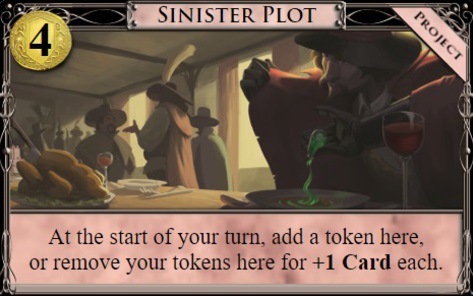 SINISTER PLOT
4
PROJECT
At the start of your turn, add a token here,
or remove your tokens here for +1 Card each.